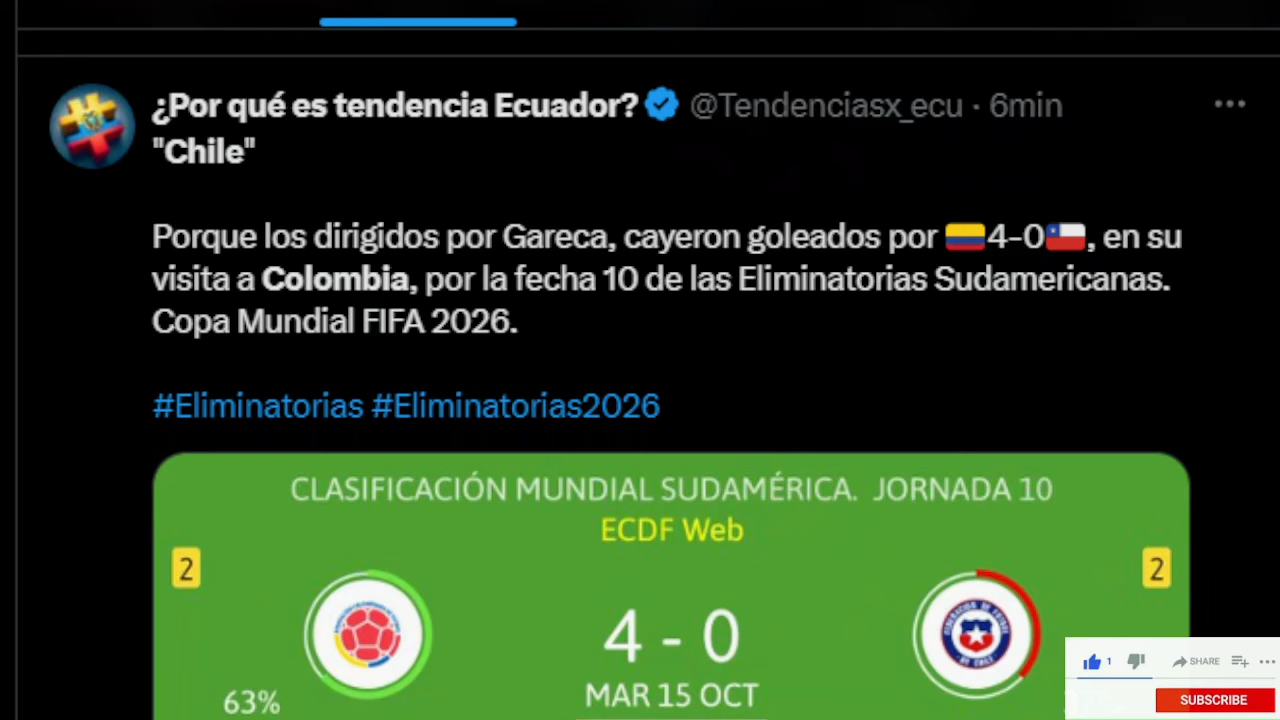 ¿Por qué es tendencia Ecuador? @Tendenciasx_ecu · 6min
"Chile"
Porque los dirigidos por Gareca, cayeron goleados por 🇨🇴4-0🇨🇱, en su
visita a Colombia, por la fecha 10 de las Eliminatorias Sudamericanas.
Copa Mundial FIFA 2026.
#Eliminatorias #Eliminatorias2026
CLASIFICACIÓN MUNDIAL SUDAMÉRICA. JORNADA 10
ECDF Web
2
2
4 - 0
63%
MAR 15 OCT
1 SHARE
SUBSCRIBE